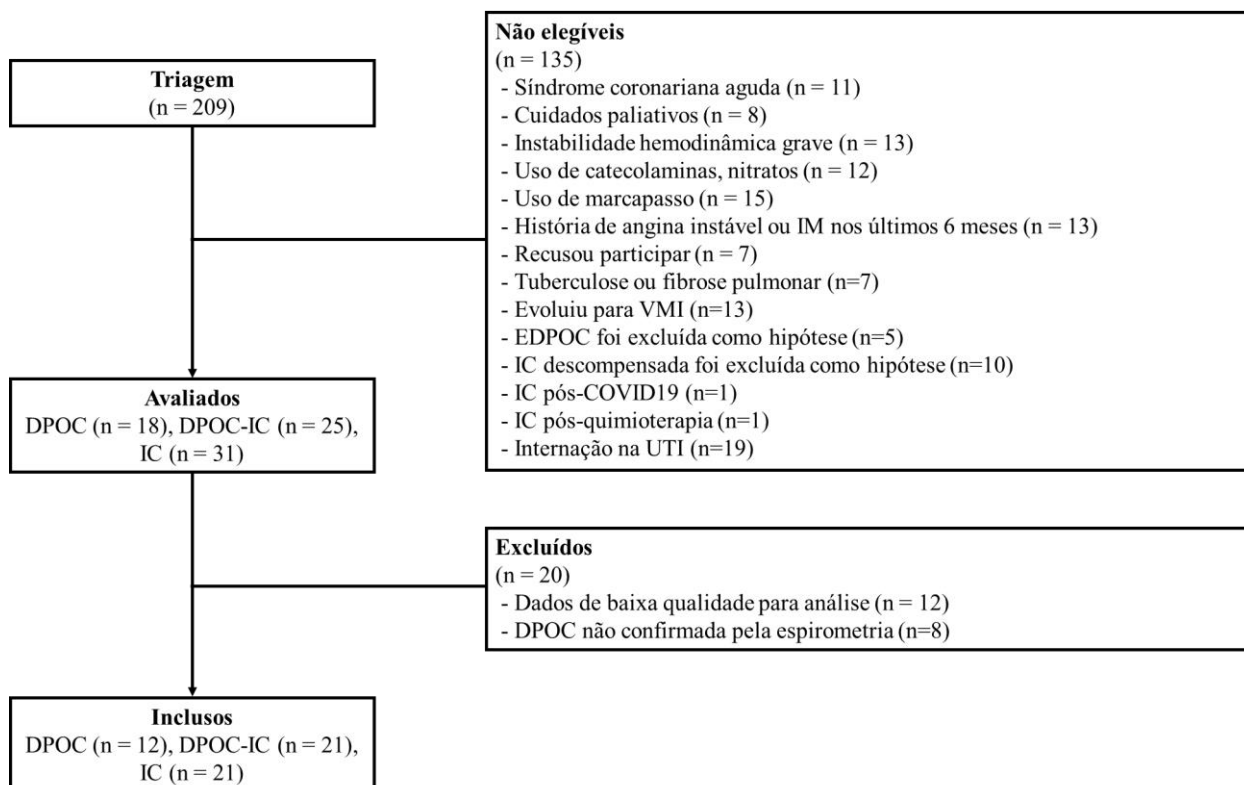 Triagem
(n = 209)
Não elegíveis
(n = 135)
- Síndrome coronariana aguda (n = 11)
- Cuidados paliativos (n = 8)
- Instabilidade hemodinâmica grave (n = 13)
- Uso de catecolaminas, nitratos (n = 12)
- Uso de marcapasso (n = 15)
- História de angina instável ou IM nos últimos 6 meses (n = 13)
- Recusou participar (n = 7)
- Tuberculose ou fibrose pulmonar (n=7)
- Evoluiu para VMI (n=13)
- EDPOC foi excluída como hipótese (n=5)
- IC descompensada foi excluída como hipótese (n=10)
- IC pós-COVID19 (n=1)
- IC pós-quimioterapia (n=1)
- Internação na UTI (n=19)
Avaliados
DPOC (n = 18), DPOC-IC (n = 25),
IC (n = 31)
Excluídos
(n = 20)
- Dados de baixa qualidade para análise (n = 12)
- DPOC não confirmada pela espirometria (n=8)
Inclusos
DPOC (n = 12), DPOC-IC (n = 21),
IC (n = 21)